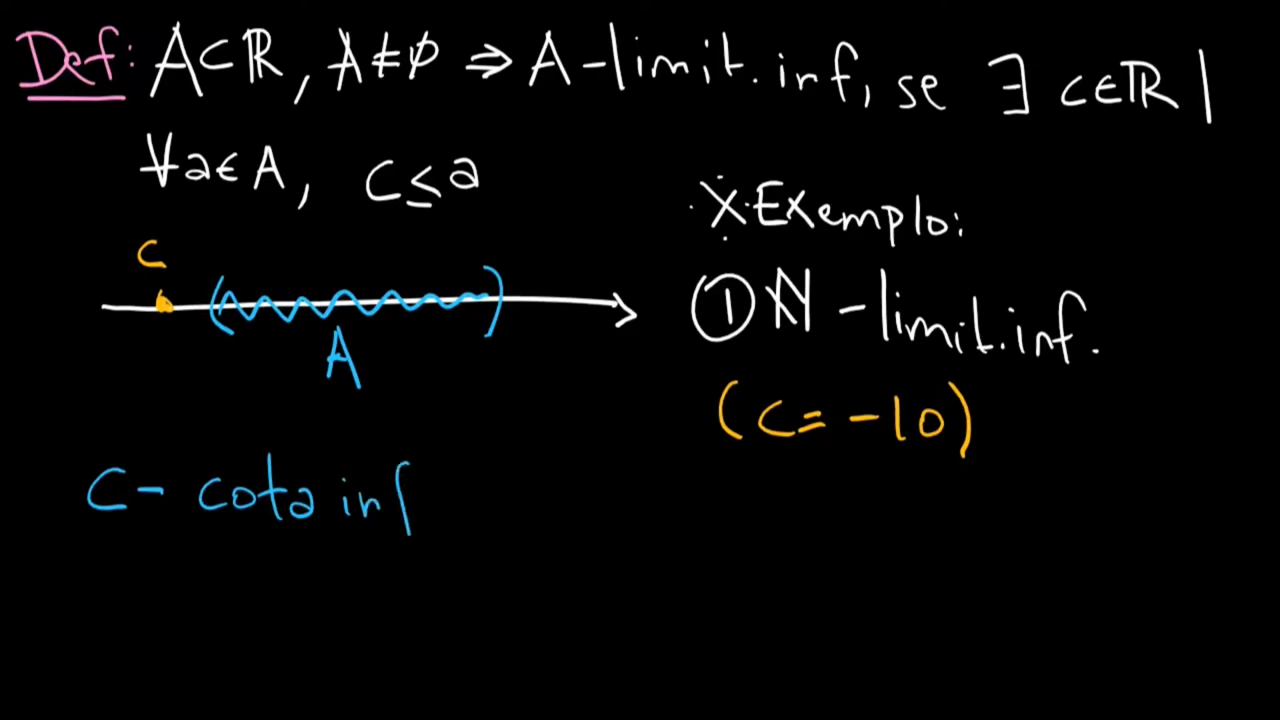 Def: A⊂ℝ, A≠∅ ⇒ A-limit.inf, se ∃ c∈ℝ |
∀a∈A, c≤a
c
A
c- cota inf
※Exemplo:
① ℕ - limit.inf.
(c= -10)